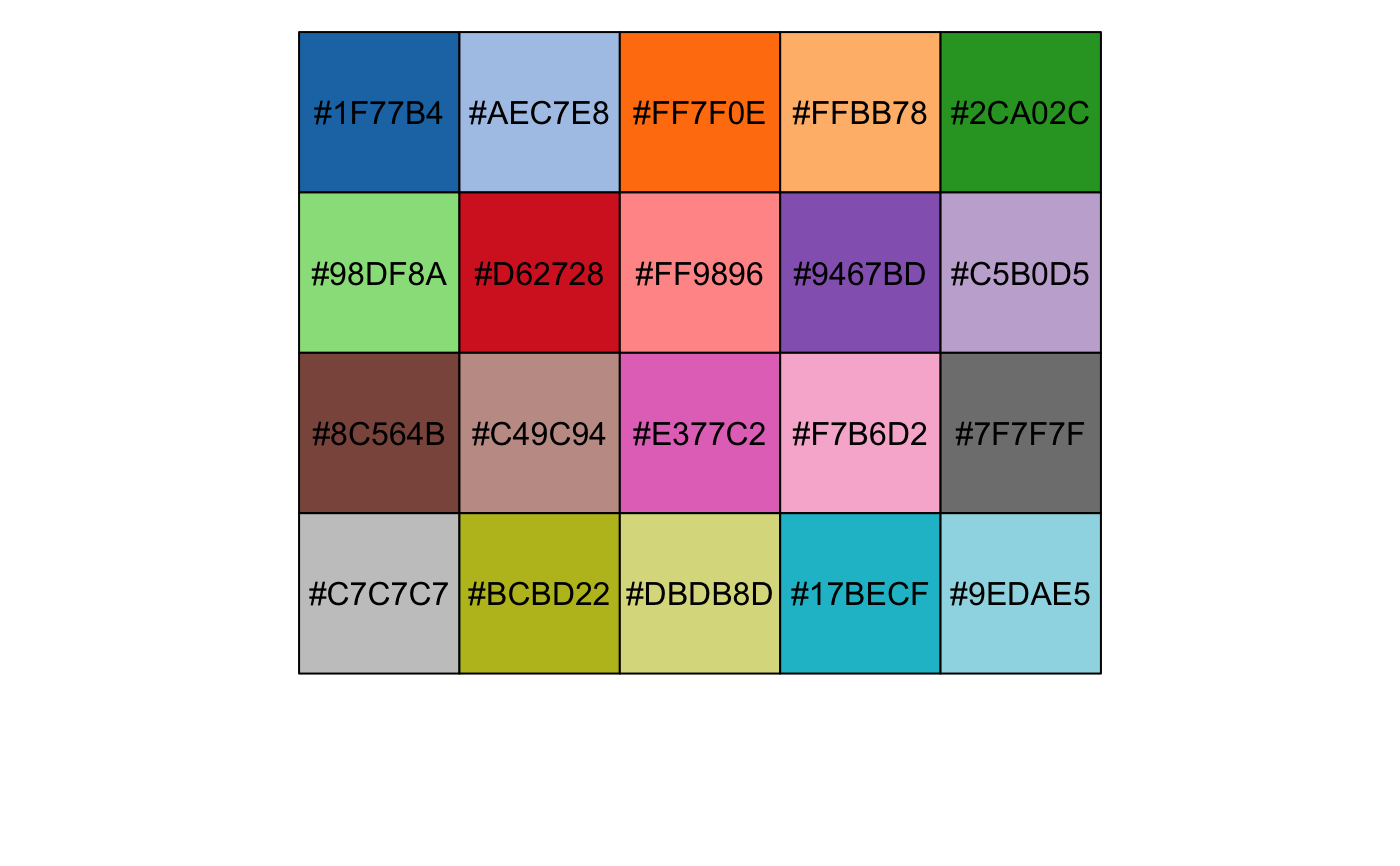 #1F77B4 #AEC7E8 #FF7F0E #FFBB78 #2CA02C
#98DF8A #D62728 #FF9896 #9467BD #C5B0D5
#8C564B #C49C94 #E377C2 #F7B6D2 #7F7F7F
#C7C7C7 #BCBD22 #DBDB8D #17BECF #9EDAE5